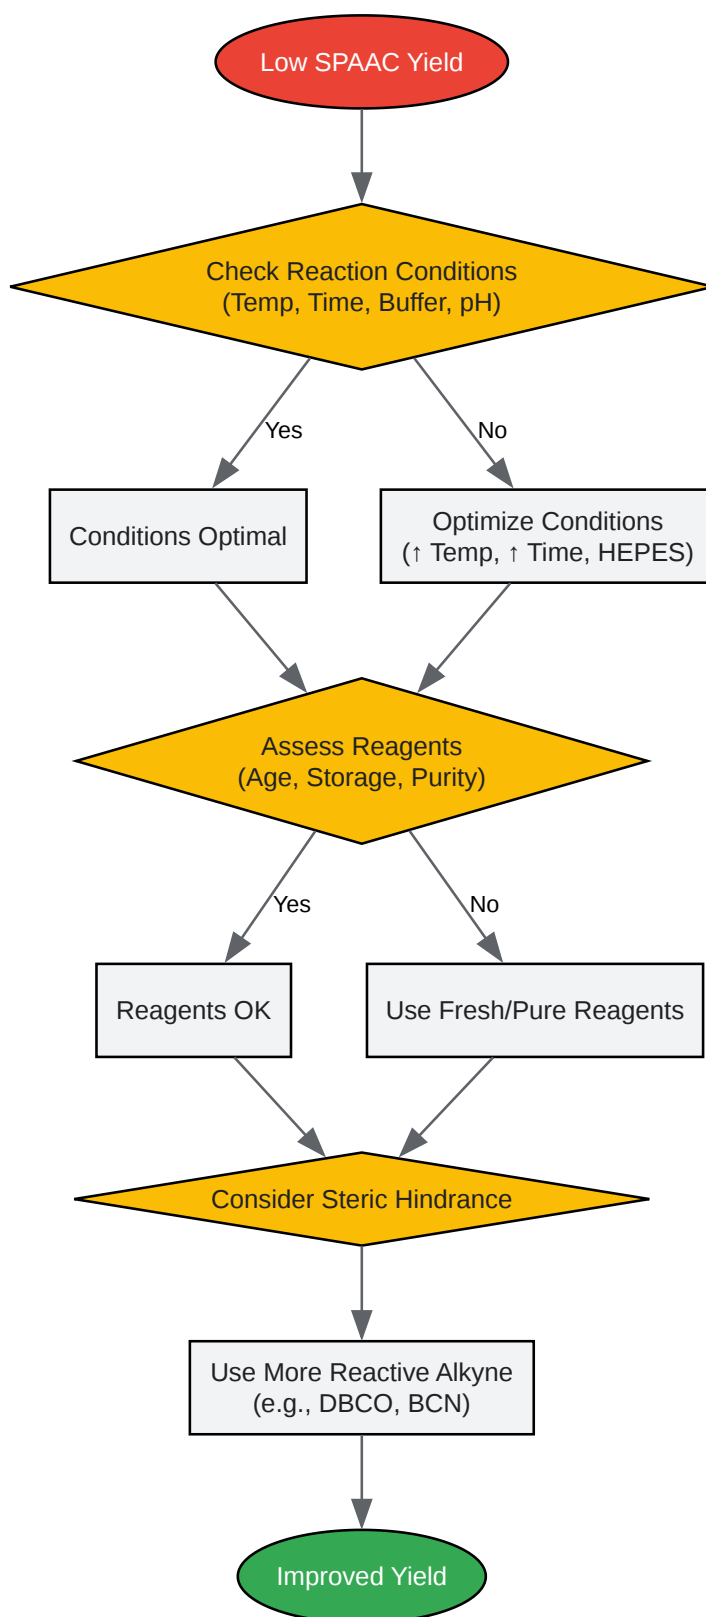 Low SPAAC Yield
Check Reaction Conditions
(Temp, Time, Buffer, pH)
Yes
No
Conditions Optimal
Optimize Conditions
(↑ Temp, ↑ Time, HEPES)
Assess Reagents
(Age, Storage, Purity)
Yes
No
Reagents OK
Use Fresh/Pure Reagents
Consider Steric Hindrance
Use More Reactive Alkyne
(e.g., DBCO, BCN)
Improved Yield